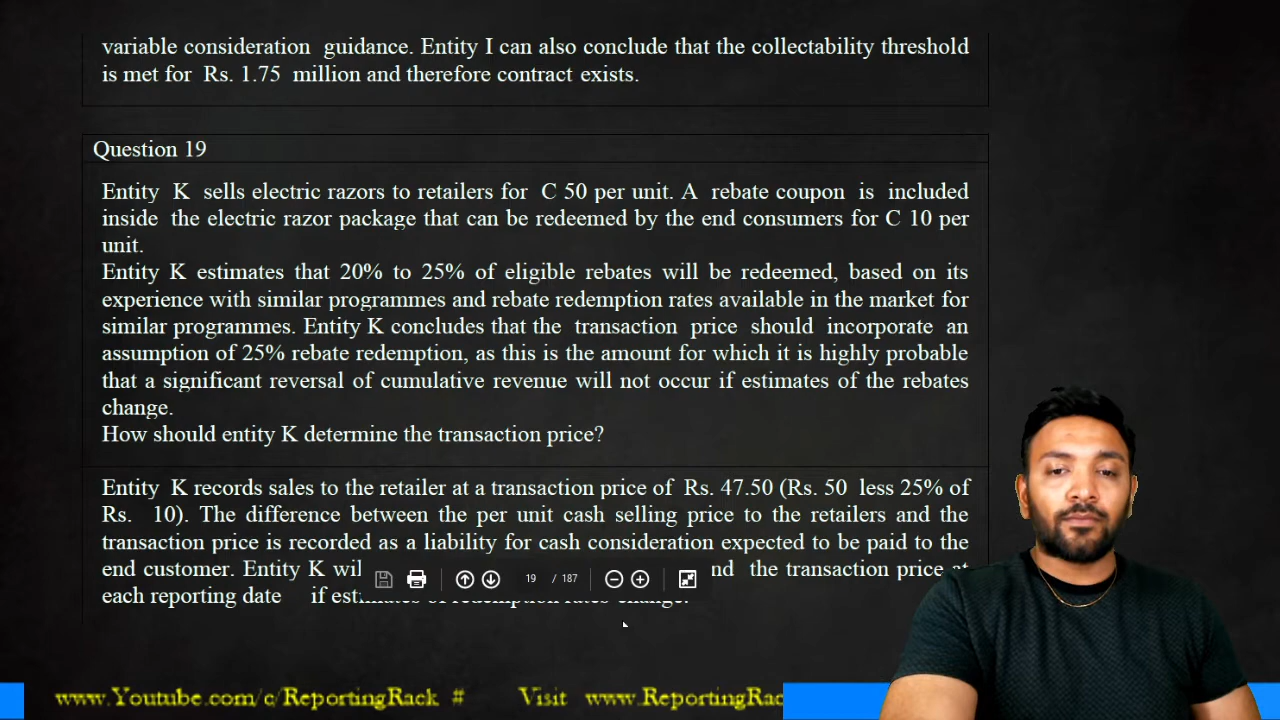 variable consideration guidance. Entity I can also conclude that the collectability threshold
is met for Rs. 1.75 million and therefore contract exists.
Question 19
Entity K sells electric razors to retailers for C 50 per unit. A rebate coupon is included
inside the electric razor package that can be redeemed by the end consumers for C 10 per
unit.
Entity K estimates that 20% to 25% of eligible rebates will be redeemed, based on its
experience with similar programmes and rebate redemption rates available in the market for
similar programmes. Entity K concludes that the transaction price should incorporate an
assumption of 25% rebate redemption, as this is the amount for which it is highly probable
that a significant reversal of cumulative revenue will not occur if estimates of the rebates
change.
How should entity K determine the transaction price?
Entity K records sales to the retailer at a transaction price of Rs. 47.50 (Rs. 50 less 25% of
Rs. 10). The difference between the per unit cash selling price to the retailers and the
transaction price is recorded as a liability for cash consideration expected to be paid to the
end customer. Entity K wil nd the transaction price at
each reporting date if estimates of redemption rates change.
19 / 187
www.Youtube.com/c/ReportingRack # Visit www.ReportingRac